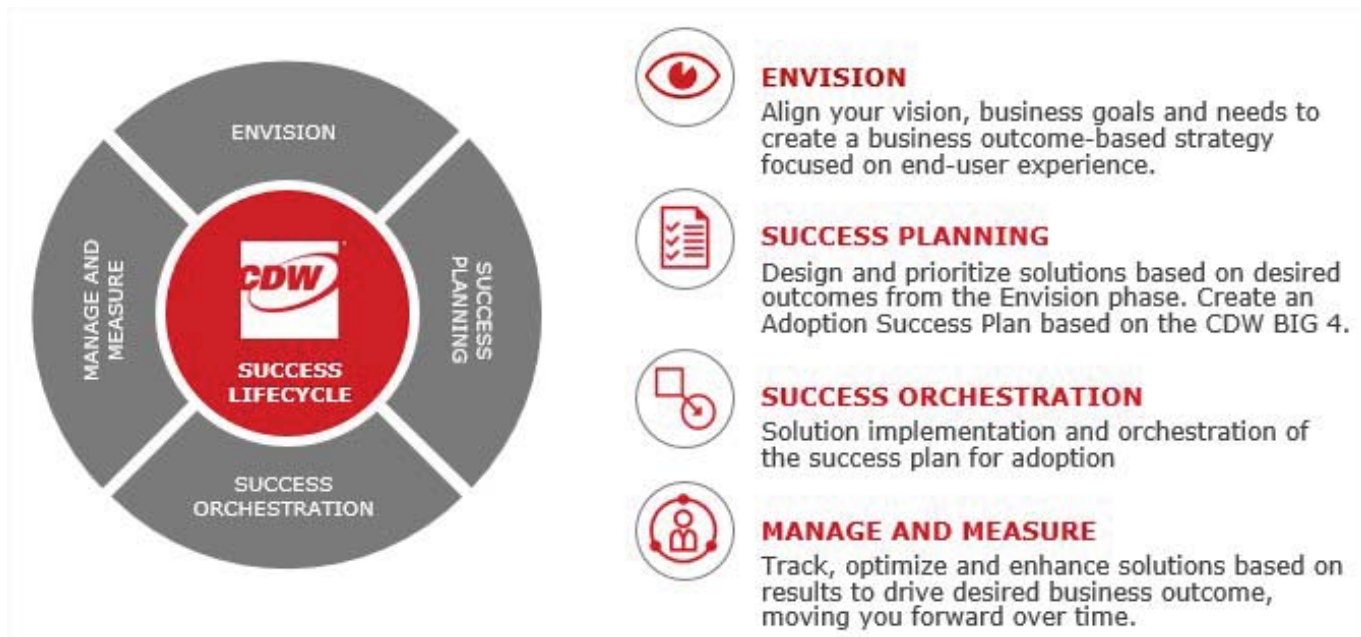 ENVISION
SUCCESS
PLANNING
SUCCESS
ORCHESTRATION
MANAGE AND
MEASURE
CDW
SUCCESS
LIFECYCLE
ENVISION
Align your vision, business goals and needs to
create a business outcome-based strategy
focused on end-user experience.
SUCCESS PLANNING
Design and prioritize solutions based on desired
outcomes from the Envision phase. Create an
Adoption Success Plan based on the CDW BIG 4.
SUCCESS ORCHESTRATION
Solution implementation and orchestration of
the success plan for adoption
MANAGE AND MEASURE
Track, optimize and enhance solutions based on
results to drive desired business outcome,
moving you forward over time.